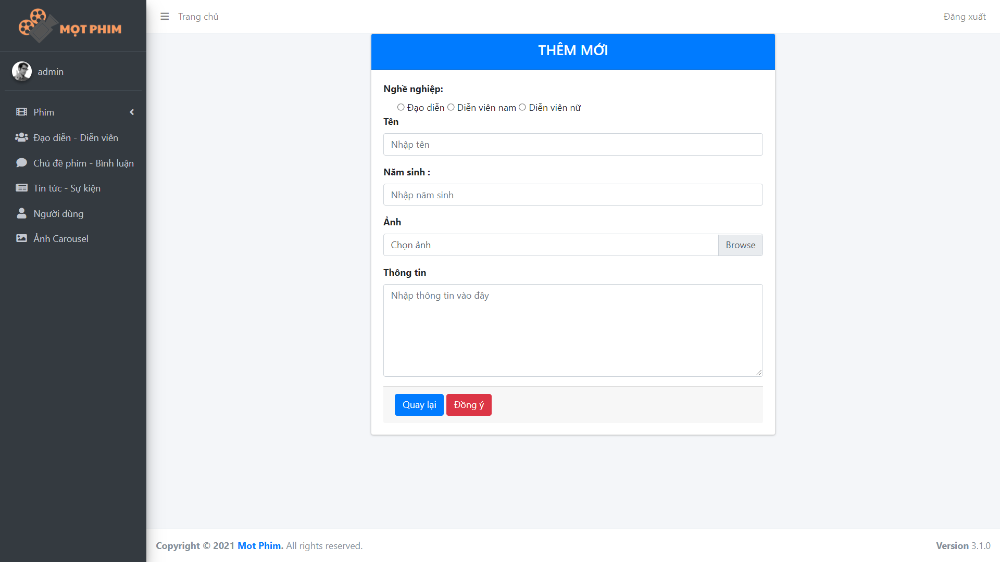 MỌT PHIM
admin
Phim
Đạo diễn - Diễn viên
Chủ đề phim - Bình luận
Tin tức - Sự kiện
Người dùng
Ảnh Carousel
Trang chủ
Đăng xuất
THÊM MỚI
Nghề nghiệp:
Đạo diễn Diễn viên nam Diễn viên nữ
Tên
Nhập tên
Năm sinh :
Nhập năm sinh
Ảnh
Chọn ảnh Browse
Thông tin
Nhập thông tin vào đây
Quay lại Đồng ý
Copyright © 2021 Mot Phim. All rights reserved.
Version 3.1.0